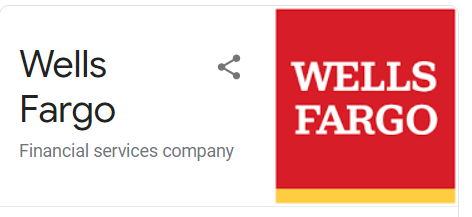 Wells
Fargo
Financial services company
WELLS
FARGO